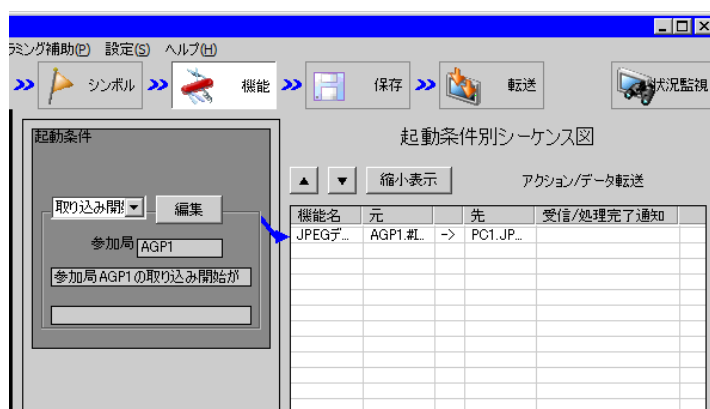 ラミング補助(P) 設定(S) ヘルプ(H)
シンボル 機能 保存 転送 状況監視
起動条件
起動条件別シーケンス図
縮小表示 アクション/データ転送
取り込み開 編集
参加局 AGP1
参加局AGP1の取り込み開始が
機能名 元 先 受信/処理完了通知
JPEGデ... AGP1.#I... -> PC1.JP...